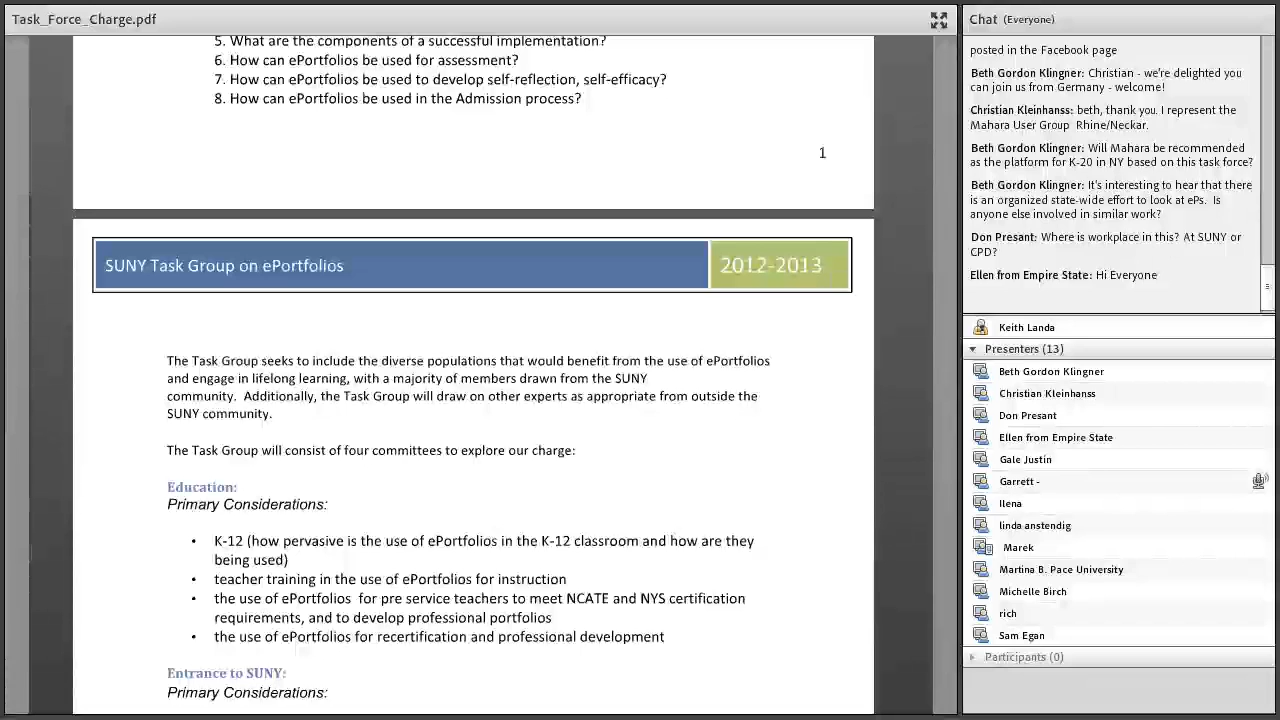 Task_Force_Charge.pdf
5. What are the components of a successful implementation?
6. How can ePortfolios be used for assessment?
7. How can ePortfolios be used to develop self-reflection, self-efficacy?
8. How can ePortfolios be used in the Admission process?
1
SUNY Task Group on ePortfolios
2012-2013
The Task Group seeks to include the diverse populations that would benefit from the use of ePortfolios
and engage in lifelong learning, with a majority of members drawn from the SUNY
community.  Additionally, the Task Group will draw on other experts as appropriate from outside the
SUNY community.
The Task Group will consist of four committees to explore our charge:
Education:
Primary Considerations:
• K-12 (how pervasive is the use of ePortfolios in the K-12 classroom and how are they
being used)
• teacher training in the use of ePortfolios for instruction
• the use of ePortfolios  for pre service teachers to meet NCATE and NYS certification
requirements, and to develop professional portfolios
• the use of ePortfolios for recertification and professional development
Entrance to SUNY:
Primary Considerations:
Chat (Everyone)
posted in the Facebook page
Beth Gordon Klingner: Christian - we're delighted you
can join us from Germany - welcome!
Christian Kleinhanss: beth, thank you. I represent the
Mahara User Group  Rhine/Neckar.
Beth Gordon Klingner: Will Mahara be recommended
as the platform for K-20 in NY based on this task force?
Beth Gordon Klingner: It's interesting to hear that there
is an organized state-wide effort to look at ePs.  Is
anyone else involved in similar work?
Don Presant: Where is workplace in this?  At SUNY or
CPD?
Ellen from Empire State: Hi Everyone
Keith Landa
Presenters (13)
Beth Gordon Klingner
Christian Kleinhanss
Don Presant
Ellen from Empire State
Gale Justin
Garrett -
Ilena
linda anstendig
Marek
Martina B. Pace University
Michelle Birch
rich
Sam Egan
Participants (0)